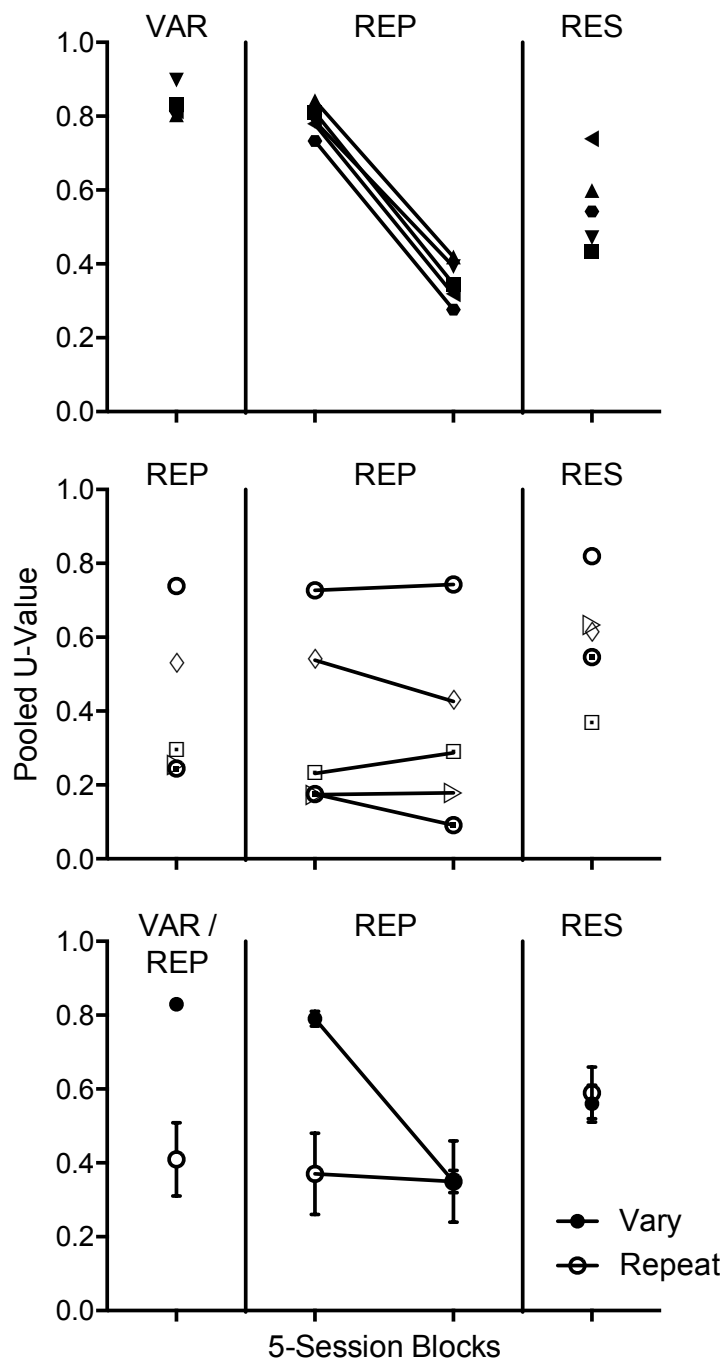 VAR REP RES
1.0
0.8
0.6
0.4
0.2
0.0
REP REP RES
1.0
0.8
0.6
0.4
0.2
0.0
Pooled U-Value
VAR / REP RES
REP
1.0
0.8
0.6
0.4
0.2
0.0
Vary
Repeat
5-Session Blocks